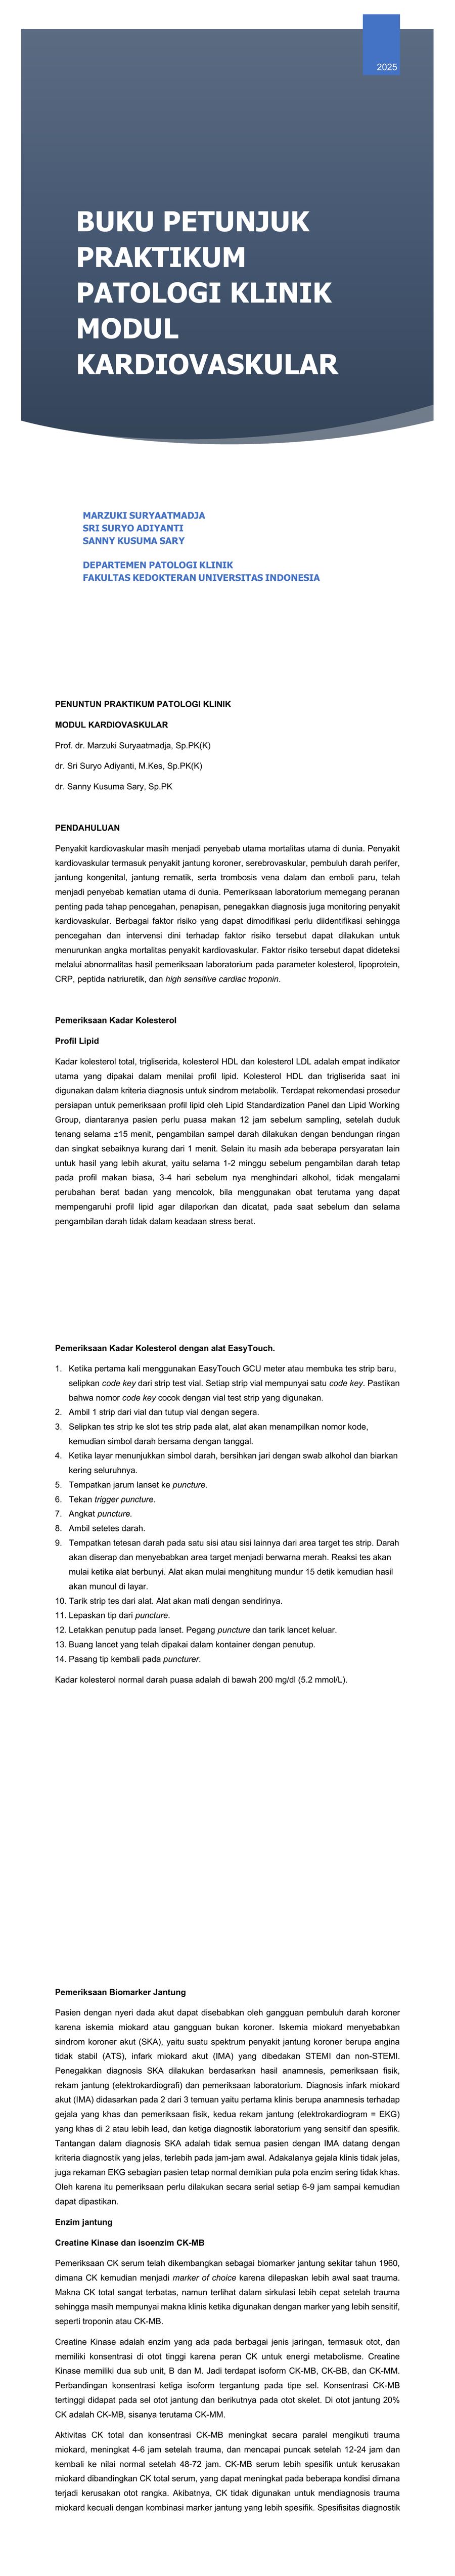 2025
BUKU PETUNJUK
PRAKTIKUM
PATOLOGI KLINIK
MODUL
KARDIOVASKULAR
MARZUKI SURYAATMADJA
SRI SURYO ADIYANTI
SANNY KUSUMA SARY
DEPARTEMEN PATOLOGI KLINIK
FAKULTAS KEDOKTERAN UNIVERSITAS INDONESIA
PENUNTUN PRAKTIKUM PATOLOGI KLINIK
MODUL KARDIOVASKULAR
Prof. dr. Marzuki Suryaatmadja, Sp.PK(K)
dr. Sri Suryo Adiyanti, M.Kes, Sp.PK(K)
dr. Sanny Kusuma Sary, Sp.PK
PENDAHULUAN
Penyakit kardiovaskular masih menjadi penyebab utama mortalitas utama di dunia. Penyakit
kardiovaskular termasuk penyakit jantung koroner, serebrovaskular, pembuluh darah perifer,
jantung kongenital, jantung rematik, serta trombosis vena dalam dan emboli paru, telah
menjadi penyebab kematian utama di dunia. Pemeriksaan laboratorium memegang peranan
penting pada tahap pencegahan, penapisan, penegakkan diagnosis juga monitoring penyakit
kardiovaskular. Berbagai faktor risiko yang dapat dimodifikasi perlu diidentifikasi sehingga
pencegahan dan intervensi dini terhadap faktor risiko tersebut dapat dilakukan untuk
menurunkan angka mortalitas penyakit kardiovaskular. Faktor risiko tersebut dapat dideteksi
melalui abnormalitas hasil pemeriksaan laboratorium pada parameter kolesterol, lipoprotein,
CRP, peptida natriuretik, dan high sensitive cardiac troponin.
Pemeriksaan Kadar Kolesterol
Profil Lipid
Kadar kolesterol total, trigliserida, kolesterol HDL dan kolesterol LDL adalah empat indikator
utama yang dipakai dalam menilai profil lipid. Kolesterol HDL dan trigliserida saat ini
digunakan dalam kriteria diagnosis untuk sindrom metabolik. Terdapat rekomendasi prosedur
persiapan untuk pemeriksaan profil lipid oleh Lipid Standardization Panel dan Lipid Working
Group, diantaranya pasien perlu puasa makan 12 jam sebelum sampling, setelah duduk
tenang selama ±15 menit, pengambilan sampel darah dilakukan dengan bendungan ringan
dan singkat sebaiknya kurang dari 1 menit. Selain itu masih ada beberapa persyaratan lain
untuk hasil yang lebih akurat, yaitu selama 1-2 minggu sebelum pengambilan darah tetap
pada profil makan biasa, 3-4 hari sebelum nya menghindari alkohol, tidak mengalami
perubahan berat badan yang mencolok, bila menggunakan obat terutama yang dapat
mempengaruhi profil lipid agar dilaporkan dan dicatat, pada saat sebelum dan selama
pengambilan darah tidak dalam keadaan stress berat.
Pemeriksaan Kadar Kolesterol dengan alat EasyTouch.
1. Ketika pertama kali menggunakan EasyTouch GCU meter atau membuka tes strip baru,
selipkan code key dari strip test vial. Setiap strip vial mempunyai satu code key. Pastikan
bahwa nomor code key cocok dengan vial test strip yang digunakan.
2. Ambil 1 strip dari vial dan tutup vial dengan segera.
3. Selipkan tes strip ke slot tes strip pada alat, alat akan menampilkan nomor kode,
kemudian simbol darah bersama dengan tanggal.
4. Ketika layar menunjukkan simbol darah, bersihkan jari dengan swab alkohol dan biarkan
kering seluruhnya.
5. Tempatkan jarum lanset ke puncture.
6. Tekan trigger puncture.
7. Angkat puncture.
8. Ambil setetes darah.
9. Tempatkan tetesan darah pada satu sisi atau sisi lainnya dari area target tes strip. Darah
akan diserap dan menyebabkan area target menjadi berwarna merah. Reaksi tes akan
mulai ketika alat berbunyi. Alat akan mulai menghitung mundur 15 detik kemudian hasil
akan muncul di layar.
10. Tarik strip tes dari alat. Alat akan mati dengan sendirinya.
11. Lepaskan tip dari puncture.
12. Letakkan penutup pada lanset. Pegang puncture dan tarik lancet keluar.
13. Buang lancet yang telah dipakai dalam kontainer dengan penutup.
14. Pasang tip kembali pada puncturer.
Kadar kolesterol normal darah puasa adalah di bawah 200 mg/dl (5.2 mmol/L).
Pemeriksaan Biomarker Jantung
Pasien dengan nyeri dada akut dapat disebabkan oleh gangguan pembuluh darah koroner
karena iskemia miokard atau gangguan bukan koroner. Iskemia miokard menyebabkan
sindrom koroner akut (SKA), yaitu suatu spektrum penyakit jantung koroner berupa angina
tidak stabil (ATS), infark miokard akut (IMA) yang dibedakan STEMI dan non-STEMI.
Penegakkan diagnosis SKA dilakukan berdasarkan hasil anamnesis, pemeriksaan fisik,
rekam jantung (elektrokardiografi) dan pemeriksaan laboratorium. Diagnosis infark miokard
akut (IMA) didasarkan pada 2 dari 3 temuan yaitu pertama klinis berupa anamnesis terhadap
gejala yang khas dan pemeriksaan fisik, kedua rekam jantung (elektrokardiogram = EKG)
yang khas di 2 atau lebih lead, dan ketiga diagnostik laboratorium yang sensitif dan spesifik.
Tantangan dalam diagnosis SKA adalah tidak semua pasien dengan IMA datang dengan
kriteria diagnostik yang jelas, terlebih pada jam-jam awal. Adakalanya gejala klinis tidak jelas,
juga rekaman EKG sebagian pasien tetap normal demikian pula pola enzim sering tidak khas.
Oleh karena itu pemeriksaan perlu dilakukan secara serial setiap 6-9 jam sampai kemudian
dapat dipastikan.
Enzim jantung
Creatine Kinase dan isoenzim CK-MB
Pemeriksaan CK serum telah dikembangkan sebagai biomarker jantung sekitar tahun 1960,
dimana CK kemudian menjadi marker of choice karena dilepaskan lebih awal saat trauma.
Makna CK total sangat terbatas, namun terlihat dalam sirkulasi lebih cepat setelah trauma
sehingga masih mempunyai makna klinis ketika digunakan dengan marker yang lebih sensitif,
seperti troponin atau CK-MB.
Creatine Kinase adalah enzim yang ada pada berbagai jenis jaringan, termasuk otot, dan
memiliki konsentrasi di otot tinggi karena peran CK untuk energi metabolisme. Creatine
Kinase memiliki dua sub unit, B dan M. Jadi terdapat isoform CK-MB, CK-BB, dan CK-MM.
Perbandingan konsentrasi ketiga isoform tergantung pada tipe sel. Konsentrasi CK-MB
tertinggi didapat pada sel otot jantung dan berikutnya pada otot skelet. Di otot jantung 20%
CK adalah CK-MB, sisanya terutama CK-MM.
Aktivitas CK total dan konsentrasi CK-MB meningkat secara paralel mengikuti trauma
miokard, meningkat 4-6 jam setelah trauma, dan mencapai puncak setelah 12-24 jam dan
kembali ke nilai normal setelah 48-72 jam. CK-MB serum lebih spesifik untuk kerusakan
miokard dibandingkan CK total serum, yang dapat meningkat pada beberapa kondisi dimana
terjadi kerusakan otot rangka. Akibatnya, CK tidak digunakan untuk mendiagnosis trauma
miokard kecuali dengan kombinasi marker jantung yang lebih spesifik. Spesifisitas diagnostik